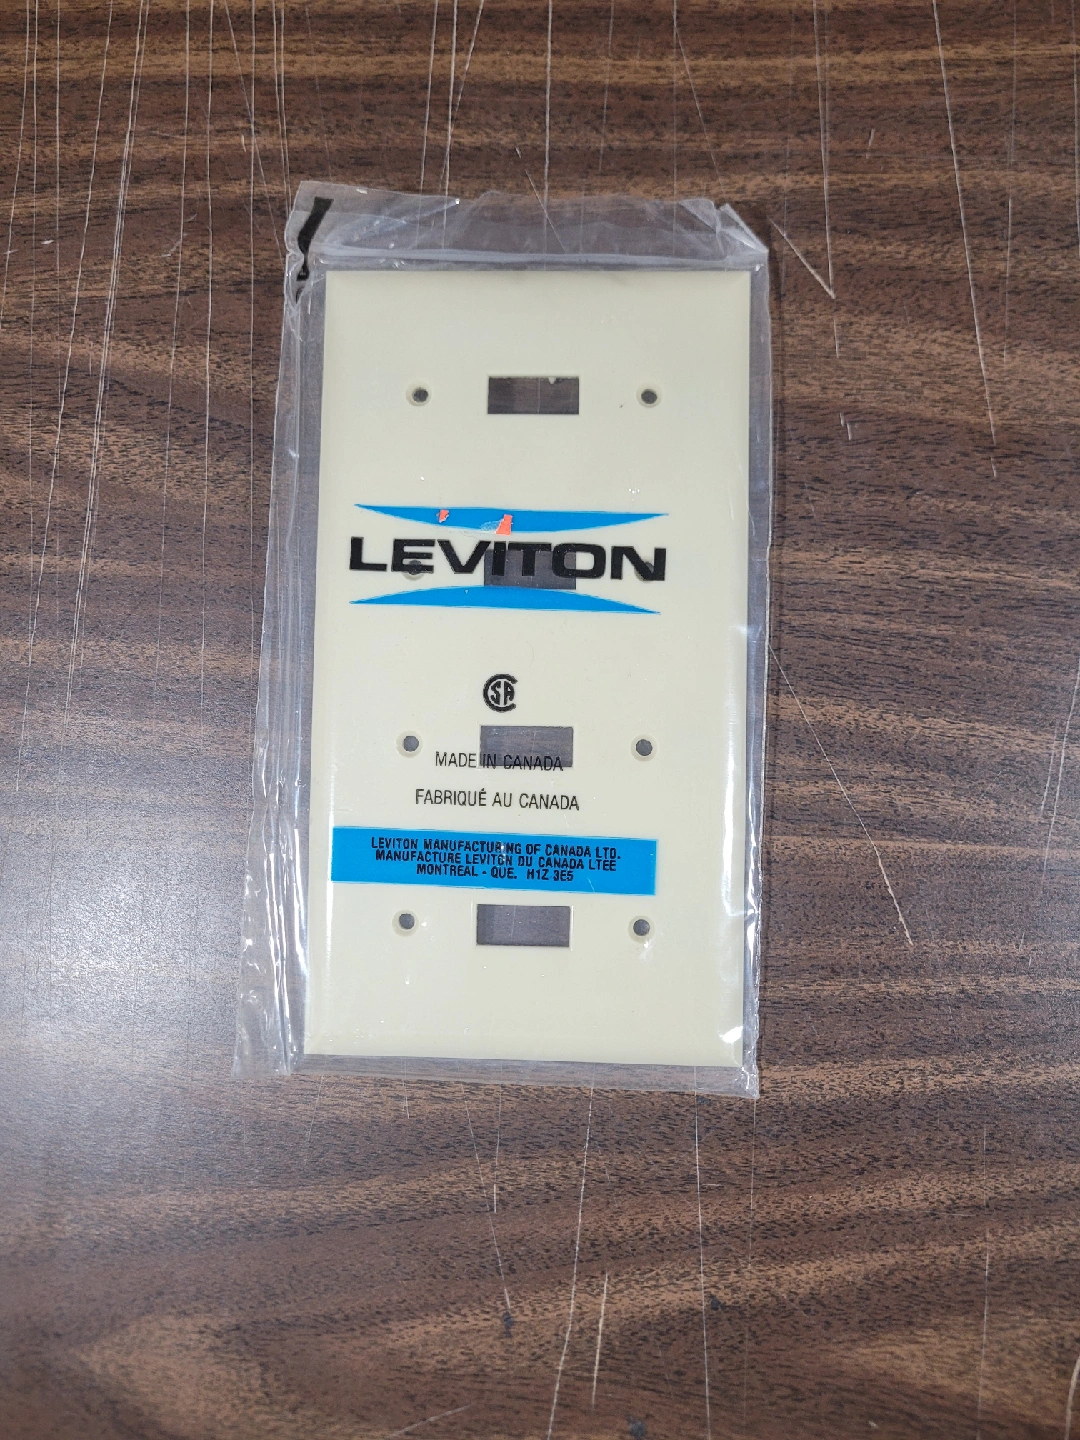 LEVITON
CSA
MADE IN CANADA
FABRIQUÉ AU CANADA
LEVITON MANUFACTURING OF CANADA LTD.
MANUFACTURE LEVITON DU CANADA LTEE
MONTREAL - QUE. H1Z 3E5